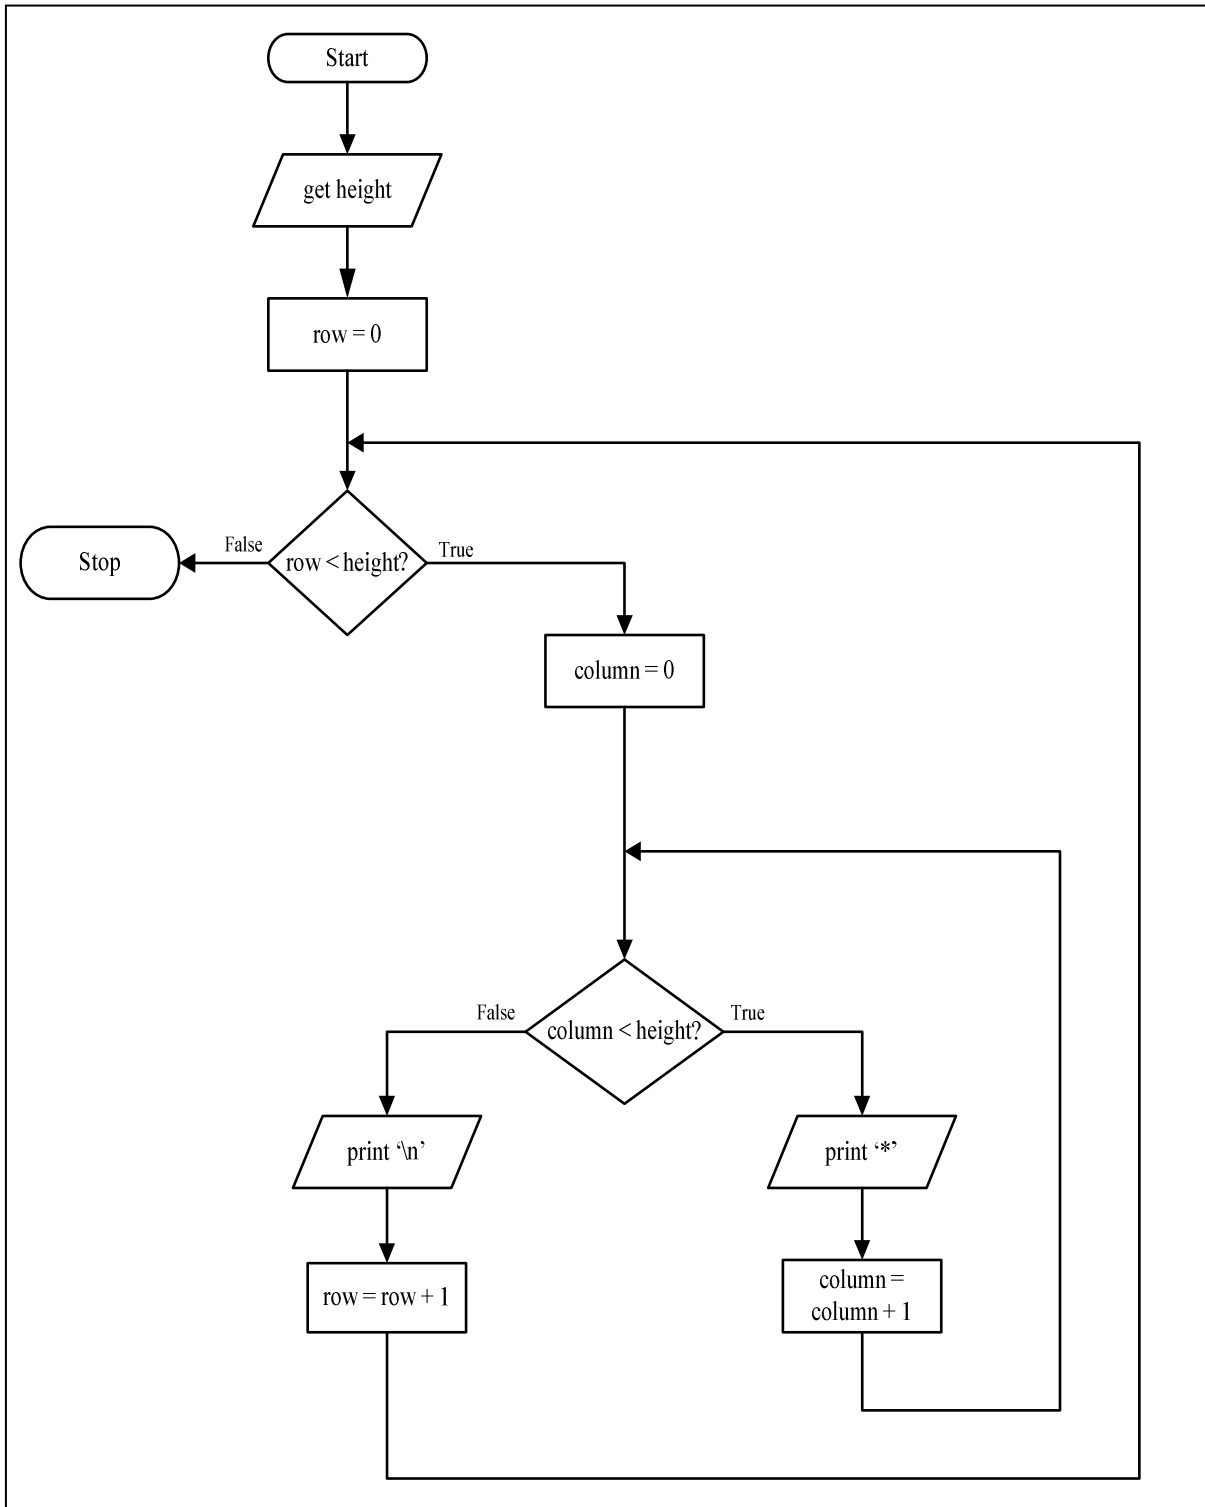 Start
get height
row = 0
row < height?
False
True
Stop
column = 0
column < height?
False
True
print ‘\n’
print ‘*’
row = row + 1
column =
column + 1